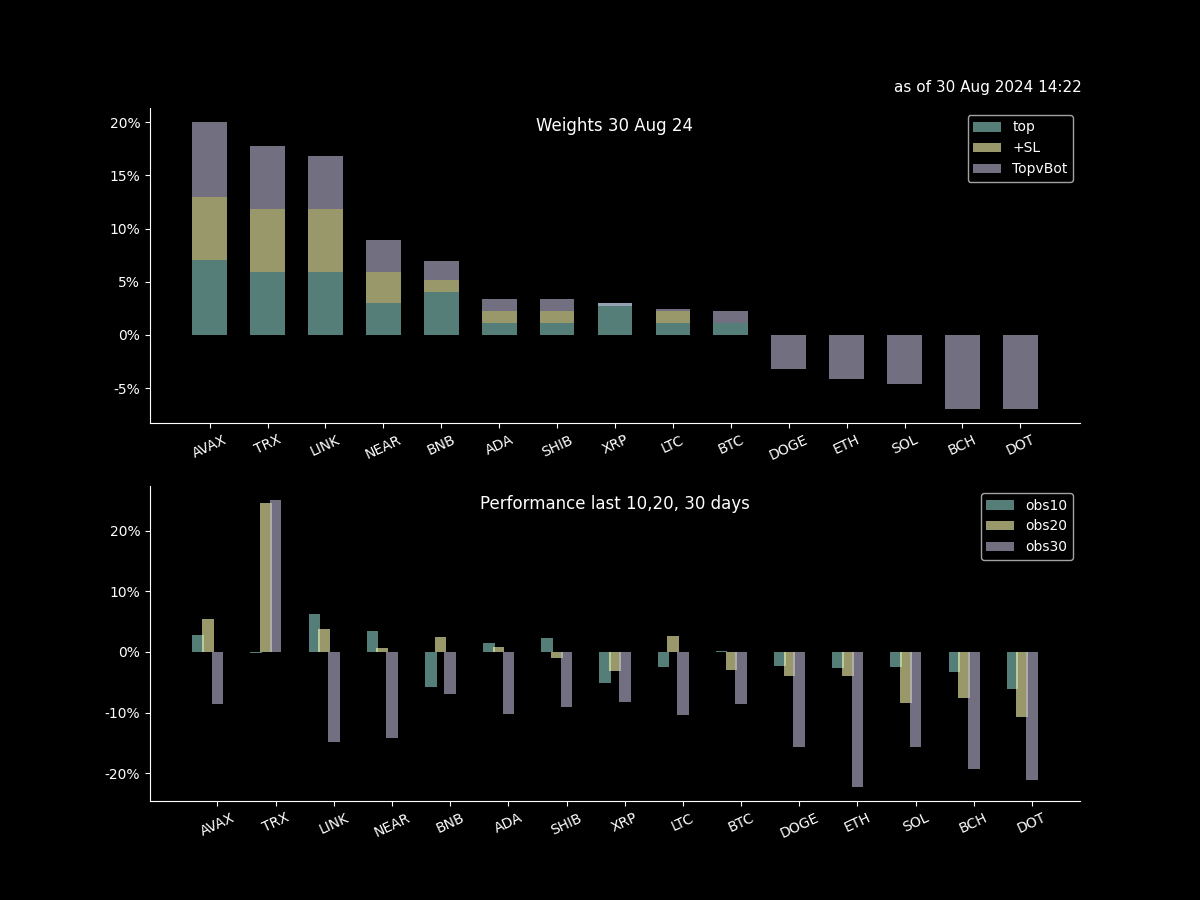 as of 30 Aug 2024 14:22
Weights 30 Aug 24
top
+SL
TopvBot
20%
15%
10%
5%
0%
-5%
AVAX TRX LINK NEAR BNB ADA SHIB XRP LTC BTC DOGE ETH SOL BCH DOT
Performance last 10,20, 30 days
obs10
obs20
obs30
20%
10%
0%
-10%
-20%
AVAX TRX LINK NEAR BNB ADA SHIB XRP LTC BTC DOGE ETH SOL BCH DOT